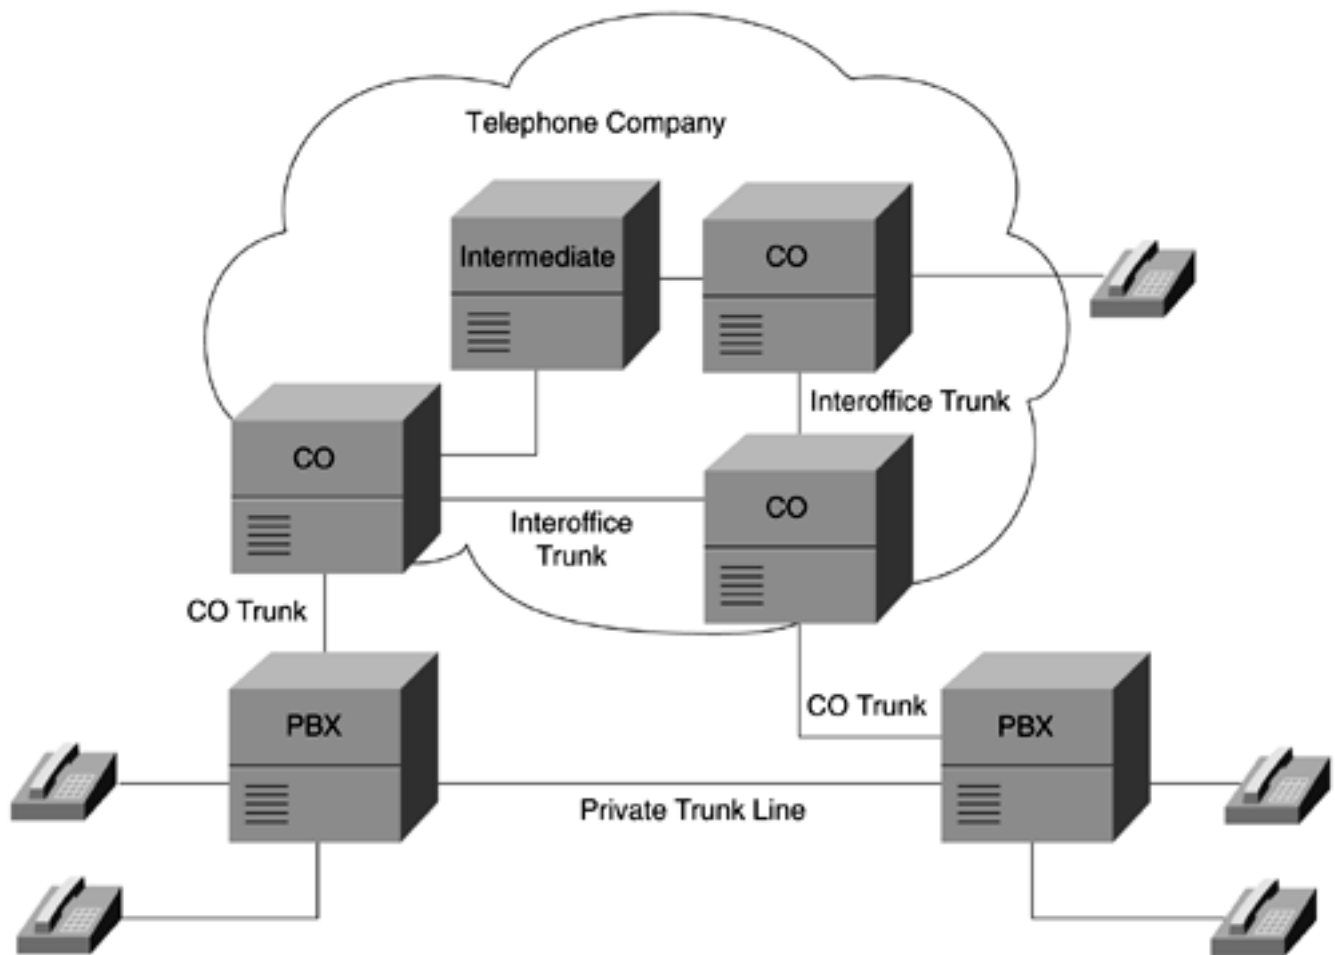 Telephone Company
Intermediate
CO
Interoffice Trunk
CO
CO
Interoffice
Trunk
CO Trunk
CO Trunk
PBX
PBX
Private Trunk Line